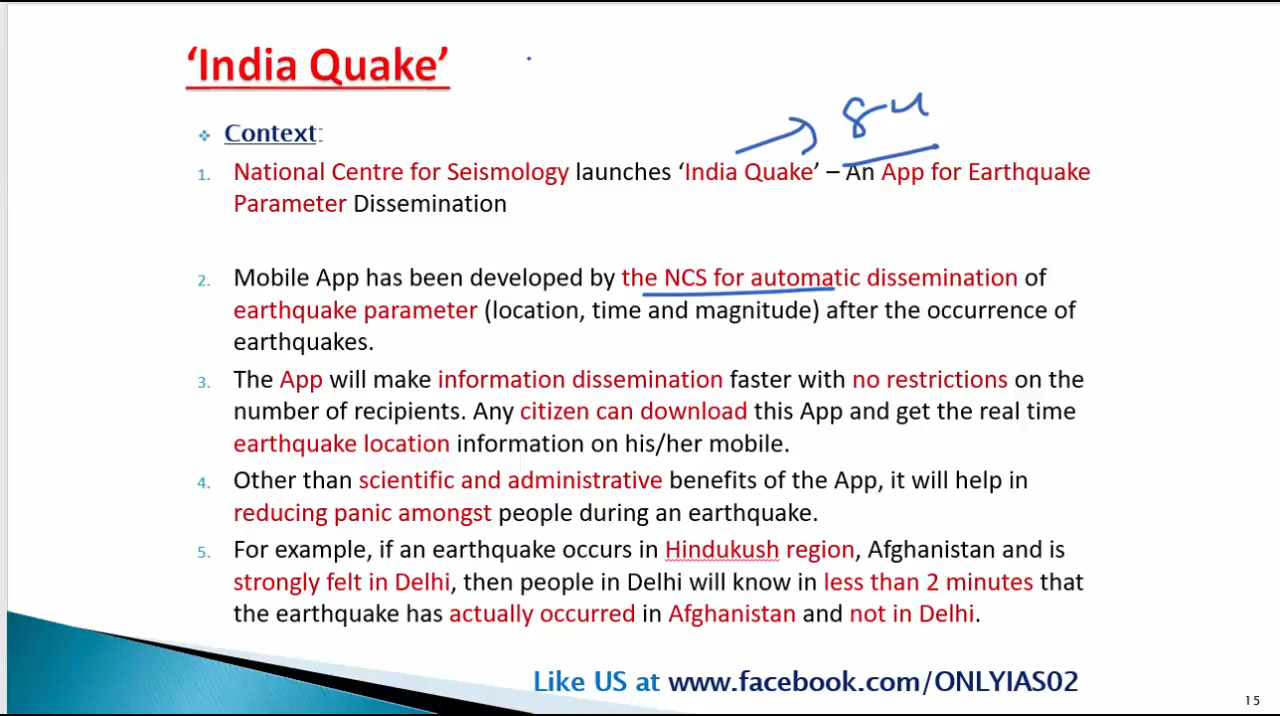 ‘India Quake’
84
❖ Context:
1. National Centre for Seismology launches ‘India Quake’ – An App for Earthquake
Parameter Dissemination
2. Mobile App has been developed by the NCS for automatic dissemination of
earthquake parameter (location, time and magnitude) after the occurrence of
earthquakes.
3. The App will make information dissemination faster with no restrictions on the
number of recipients. Any citizen can download this App and get the real time
earthquake location information on his/her mobile.
4. Other than scientific and administrative benefits of the App, it will help in
reducing panic amongst people during an earthquake.
5. For example, if an earthquake occurs in Hindukush region, Afghanistan and is
strongly felt in Delhi, then people in Delhi will know in less than 2 minutes that
the earthquake has actually occurred in Afghanistan and not in Delhi.
Like US at www.facebook.com/ONLYIAS02
15